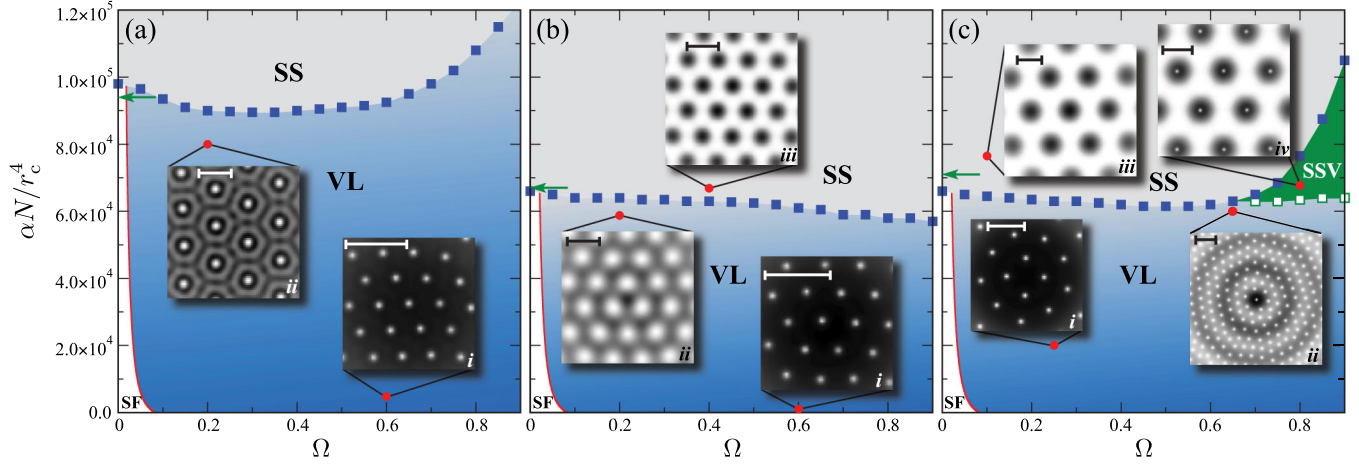 (a)
SS
VL
ii
i
SF
αN/r_c^4
1.2×10^5
1.0×10^5
8.0×10^4
6.0×10^4
4.0×10^4
2.0×10^4
0.0
0 0.2 0.4 0.6 0.8
Ω
(b)
iii
SS
VL
ii
i
SF
0 0.2 0.4 0.6 0.8
Ω
(c)
iii
iv
SS
SSV
VL
i
ii
SF
0 0.2 0.4 0.6 0.8
Ω